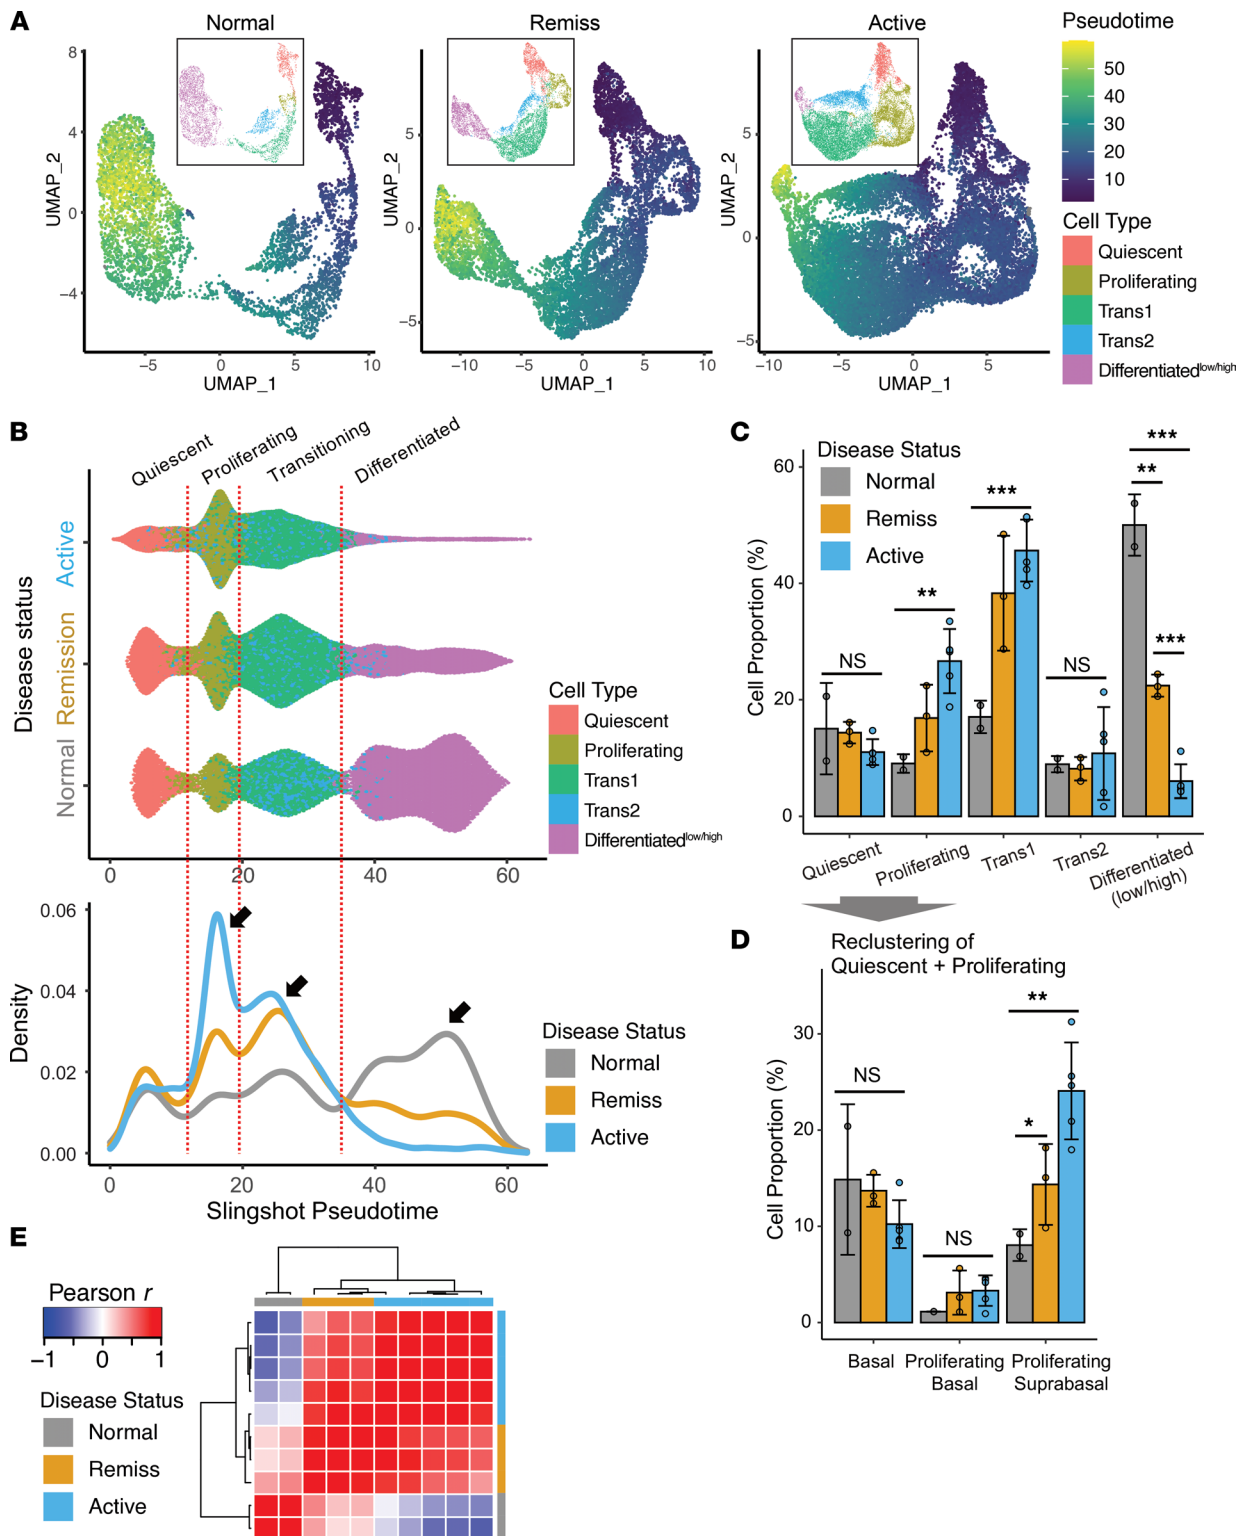 A
Normal
Remiss
Active
Pseudotime
50
40
30
20
10
8
4
0
−4
UMAP_2
−5
0
5
10
UMAP_1
5
0
−5
UMAP_2
−10
−5
0
5
10
UMAP_1
5
0
−5
UMAP_2
−10
−5
0
5
UMAP_1
Cell Type
Quiescent
Proliferating
Trans1
Trans2
Differentiatedlow/high
B
Quiescent
Proliferating
Transitioning
Differentiated
Disease status
Active
Remission
Normal
Cell Type
Quiescent
Proliferating
Trans1
Trans2
Differentiatedlow/high
0
20
40
60
0.06
0.04
0.02
0.00
Density
Disease Status
Normal
Remiss
Active
0
20
40
60
Slingshot Pseudotime
C
Disease Status
Normal
Remiss
Active
60
40
20
0
Cell Proportion (%)
NS
**
***
NS
***
**
***
Quiescent
Proliferating
Trans1
Trans2
Differentiated
(low/high)
D
Reclustering of
Quiescent + Proliferating
30
20
10
0
Cell Proportion (%)
NS
NS
**
*
Basal
Proliferating
Basal
Proliferating
Suprabasal
E
Pearson r
−1
0
1
Disease Status
Normal
Remiss
Active